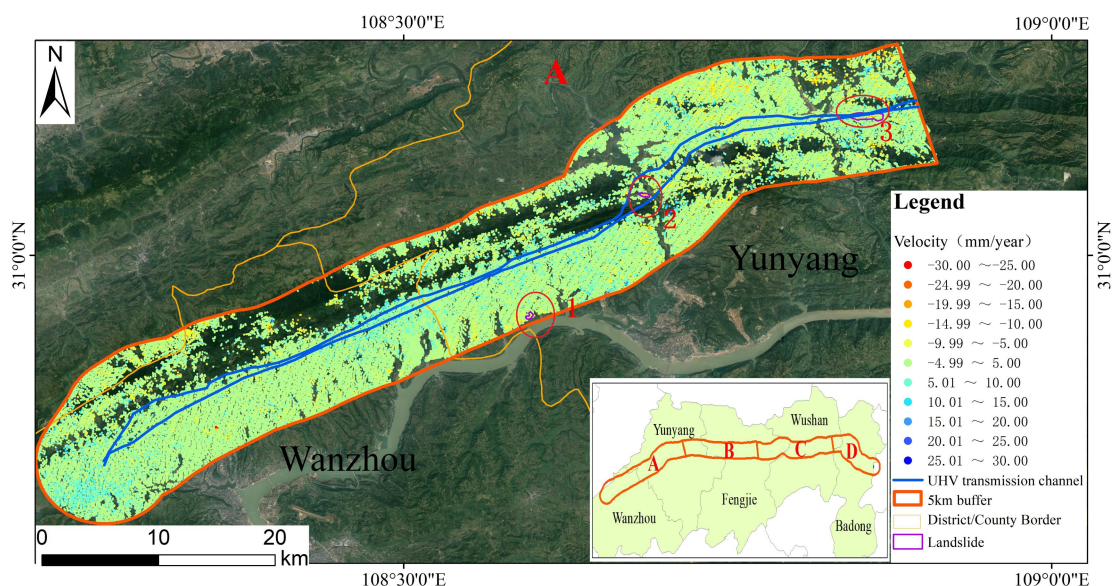 108°30'0"E
109°0'0"E
N
A
3
2
31°0'0"N
31°0'0"N
Yunyang
1
Wanzhou
0
10
20
km
108°30'0"E
109°0'0"E
Legend
Velocity（mm/year）
-30.00 ～-25.00
-24.99 ～ -20.00
-19.99 ～ -15.00
-14.99 ～ -10.00
-9.99 ～ -5.00
-4.99 ～ 5.00
5.01 ～ 10.00
10.01 ～ 15.00
15.01 ～ 20.00
20.01 ～ 25.00
25.01 ～ 30.00
UHV transmission channel
5km buffer
District/County Border
Landslide
Wushan
Yunyang
A
B
C
D
Fengjie
Wanzhou
Badong